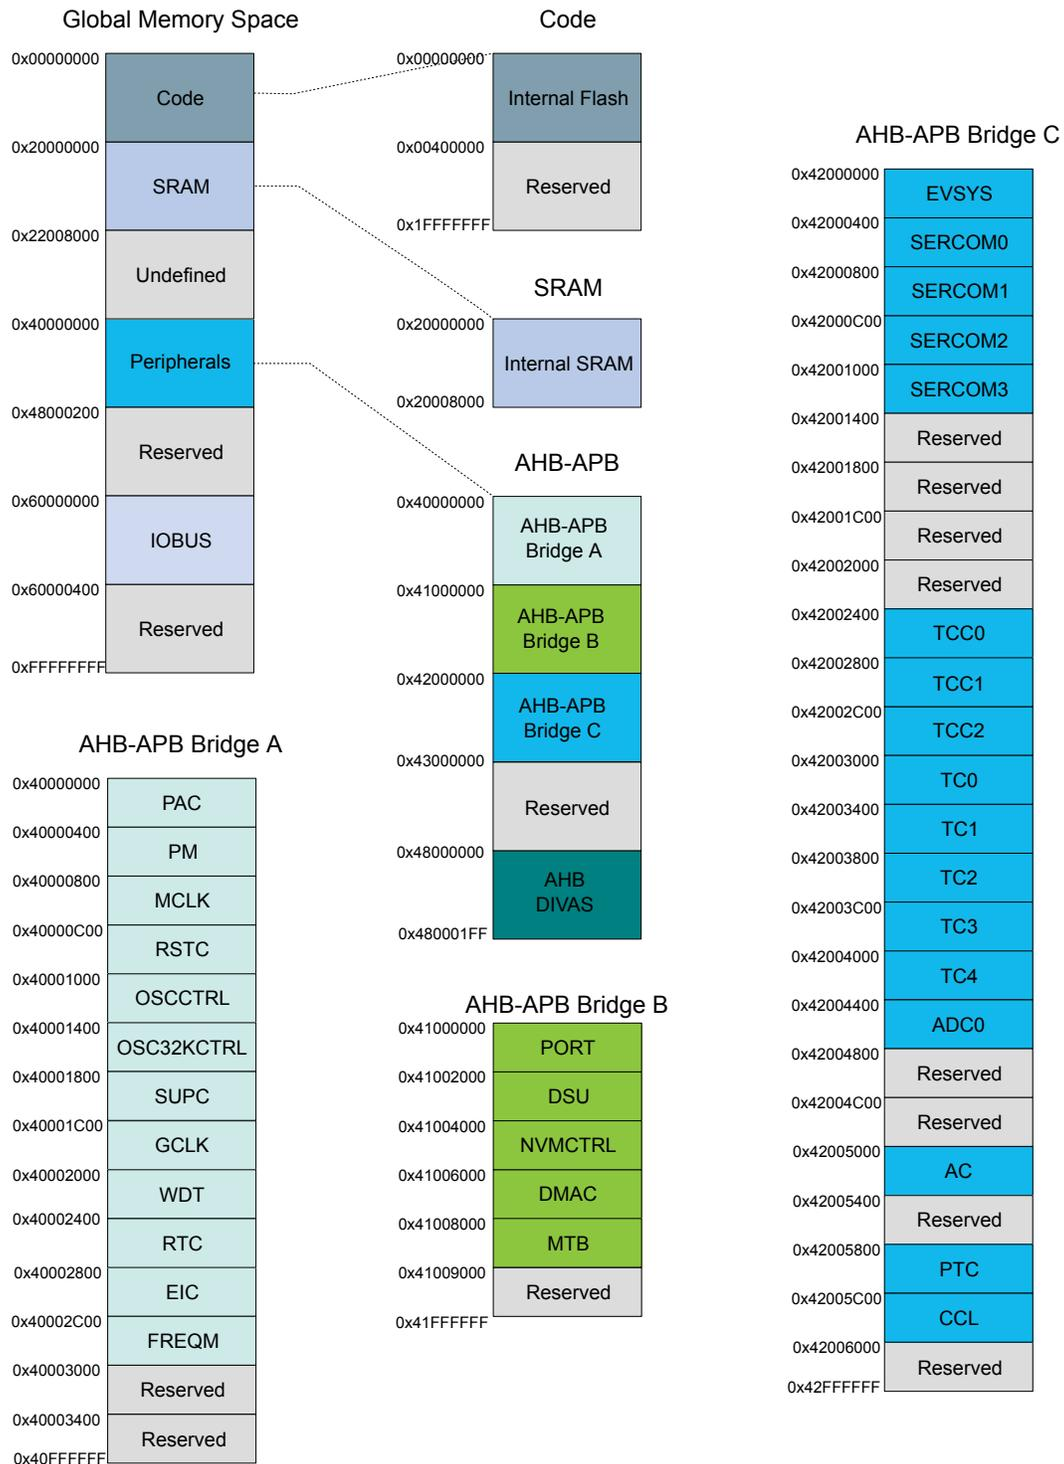 Global Memory Space
0x00000000
Code
0x20000000
SRAM
0x22008000
Undefined
0x40000000
Peripherals
0x48000200
Reserved
0x60000000
IOBUS
0x60000400
Reserved
0xFFFFFFFF
Code
0x00000000
Internal Flash
0x00400000
Reserved
0x1FFFFFFF
SRAM
0x20000000
Internal SRAM
0x20008000
AHB-APB
0x40000000
AHB-APB
Bridge A
0x41000000
AHB-APB
Bridge B
0x42000000
AHB-APB
Bridge C
0x43000000
Reserved
0x48000000
AHB
DIVAS
0x480001FF
AHB-APB Bridge A
0x40000000
PAC
0x40000400
PM
0x40000800
MCLK
0x40000C00
RSTC
0x40001000
OSCCTRL
0x40001400
OSC32KCTRL
0x40001800
SUPC
0x40001C00
GCLK
0x40002000
WDT
0x40002400
RTC
0x40002800
EIC
0x40002C00
FREQM
0x40003000
Reserved
0x40003400
Reserved
0x40FFFFFF
AHB-APB Bridge B
0x41000000
PORT
0x41002000
DSU
0x41004000
NVMCTRL
0x41006000
DMAC
0x41008000
MTB
0x41009000
Reserved
0x41FFFFFF
AHB-APB Bridge C
0x42000000
EVSYS
0x42000400
SERCOM0
0x42000800
SERCOM1
0x42000C00
SERCOM2
0x42001000
SERCOM3
0x42001400
Reserved
0x42001800
Reserved
0x42001C00
Reserved
0x42002000
Reserved
0x42002400
TCC0
0x42002800
TCC1
0x42002C00
TCC2
0x42003000
TC0
0x42003400
TC1
0x42003800
TC2
0x42003C00
TC3
0x42004000
TC4
0x42004400
ADC0
0x42004800
Reserved
0x42004C00
Reserved
0x42005000
AC
0x42005400
Reserved
0x42005800
PTC
0x42005C00
CCL
0x42006000
Reserved
0x42FFFFFF